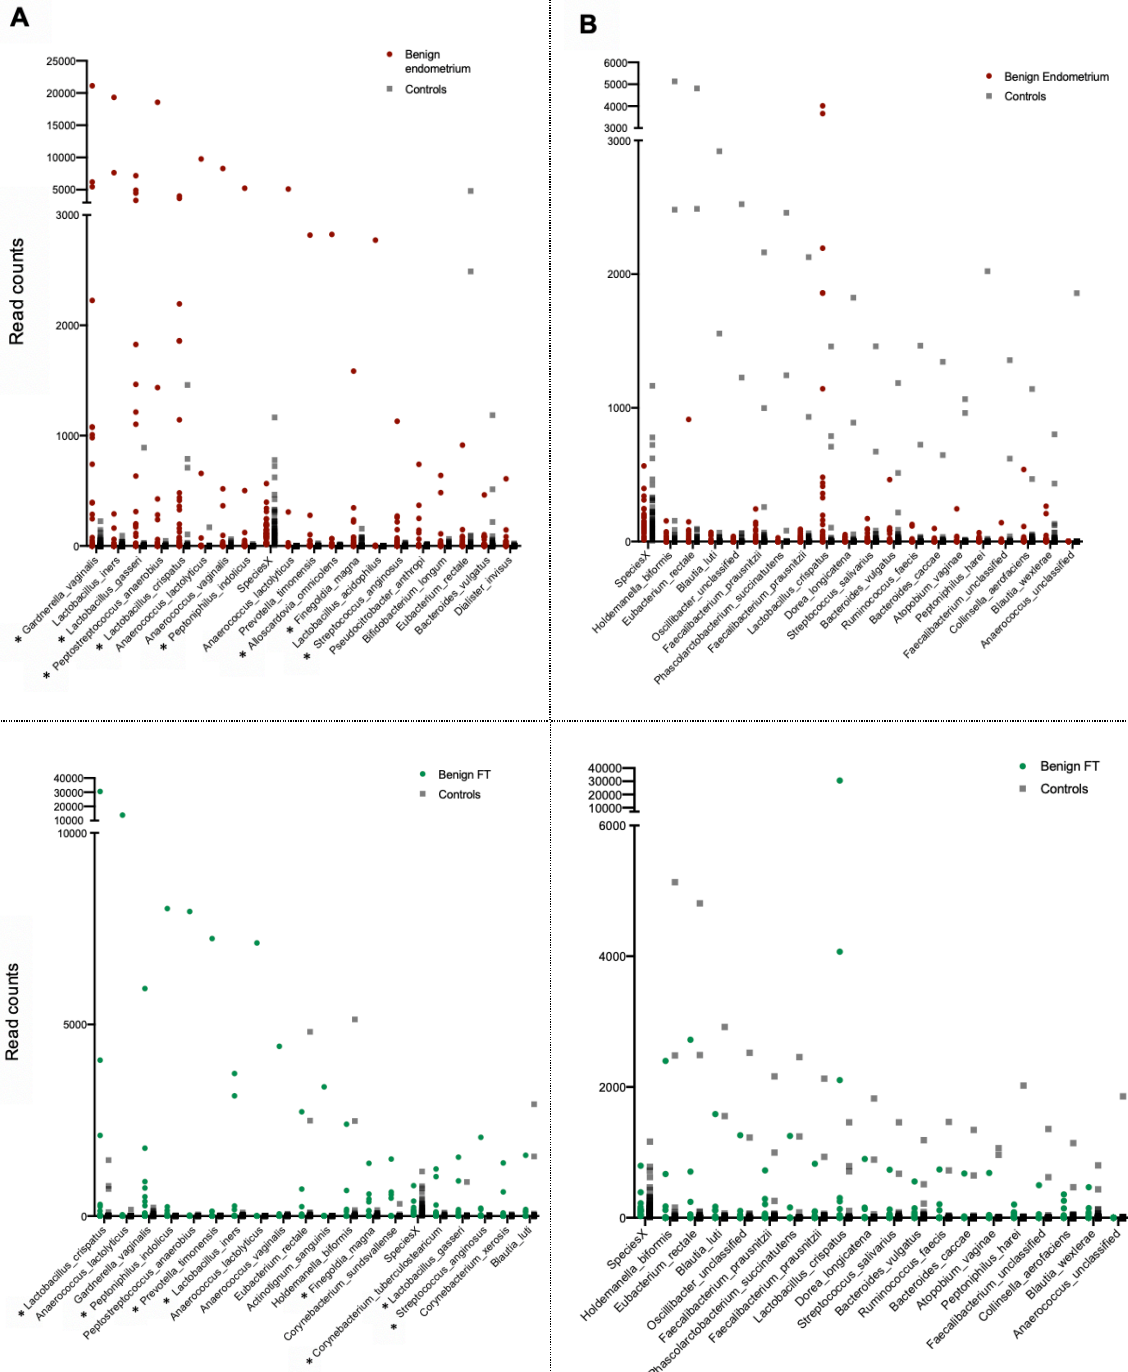 A
Benign
endometrium
Controls
25000
20000
15000
10000
5000
3000
2000
1000
0
Read counts
* Gardnerella_vaginalis
Lactobacillus_iners
* Lactobacillus_gasseri
* Peptostreptococcus_anaerobius
* Lactobacillus_crispatus
Anaerococcus_lactolyticus
* Anaerococcus_vaginalis
Peptoniphilus_indolicus
SpeciesX
Anaerococcus_lactolyticus
Prevotella_timonensis
* Alloscardovia_omnicolens
* Finegoldia_magna
Lactobacillus_acidophilus
* Streptococcus_anginosus
Pseudocitrobacter_anthropi
Bifidobacterium_longum
Eubacterium_rectale
Bacteroides_vulgatus
Dialister_invisus
B
Benign Endometrium
Controls
6000
5000
4000
3000
3000
2000
1000
0
SpeciesX
Holdemanella_biformis
Eubacterium_rectale
Blautia_luti
Oscillibacter_unclassified
Faecalibacterium_prausnitzii
Phascolarctobacterium_succinatutens
Faecalibacterium_prausnitzii
Lactobacillus_crispatus
Dorea_longicatena
Streptococcus_salivarius
Bacteroides_vulgatus
Ruminococcus_faecis
Bacteroides_caccae
Atopobium_vaginae
Peptoniphilus_harei
Faecalibacterium_unclassified
Collinsella_aerofaciens
Blautia_wexlerae
Anaerococcus_unclassified
Benign FT
Controls
40000
30000
20000
10000
10000
5000
0
Read counts
* Lactobacillus_crispatus
Anaerococcus_lactolyticus
Gardnerella_vaginalis
* Peptoniphilus_indolicus
Peptostreptococcus_anaerobius
* Prevotella_timonensis
* Lactobacillus_iners
Anaerococcus_lactolyticus
Anaerococcus_vaginalis
Eubacterium_rectale
Actinotignum_sanguinis
Holdemanella_biformis
* Finegoldia_magna
Corynebacterium_sundsvallense
SpeciesX
* Corynebacterium_tuberculostearicum
* Lactobacillus_gasseri
* Streptococcus_anginosus
Corynebacterium_xerosis
Blautia_luti
Benign FT
Controls
40000
30000
20000
10000
6000
4000
2000
0
SpeciesX
Holdemanella_biformis
Eubacterium_rectale
Blautia_luti
Oscillibacter_unclassified
Faecalibacterium_prausnitzii
Phascolarctobacterium_succinatutens
Faecalibacterium_prausnitzii
Lactobacillus_crispatus
Dorea_longicatena
Streptococcus_salivarius
Bacteroides_vulgatus
Ruminococcus_faecis
Bacteroides_caccae
Atopobium_vaginae
Peptoniphilus_harei
Faecalibacterium_unclassified
Collinsella_aerofaciens
Blautia_wexlerae
Anaerococcus_unclassified